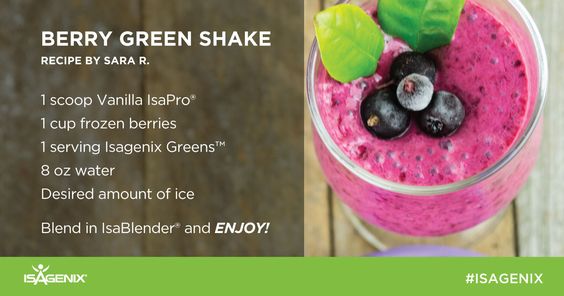 BERRY GREEN SHAKE
RECIPE BY SARA R.
1 scoop Vanilla IsaPro®
1 cup frozen berries
1 serving Isagenix Greens™
8 oz water
Desired amount of ice
Blend in IsaBlender® and ENJOY!
ISAGENIX®
#ISAGENIX